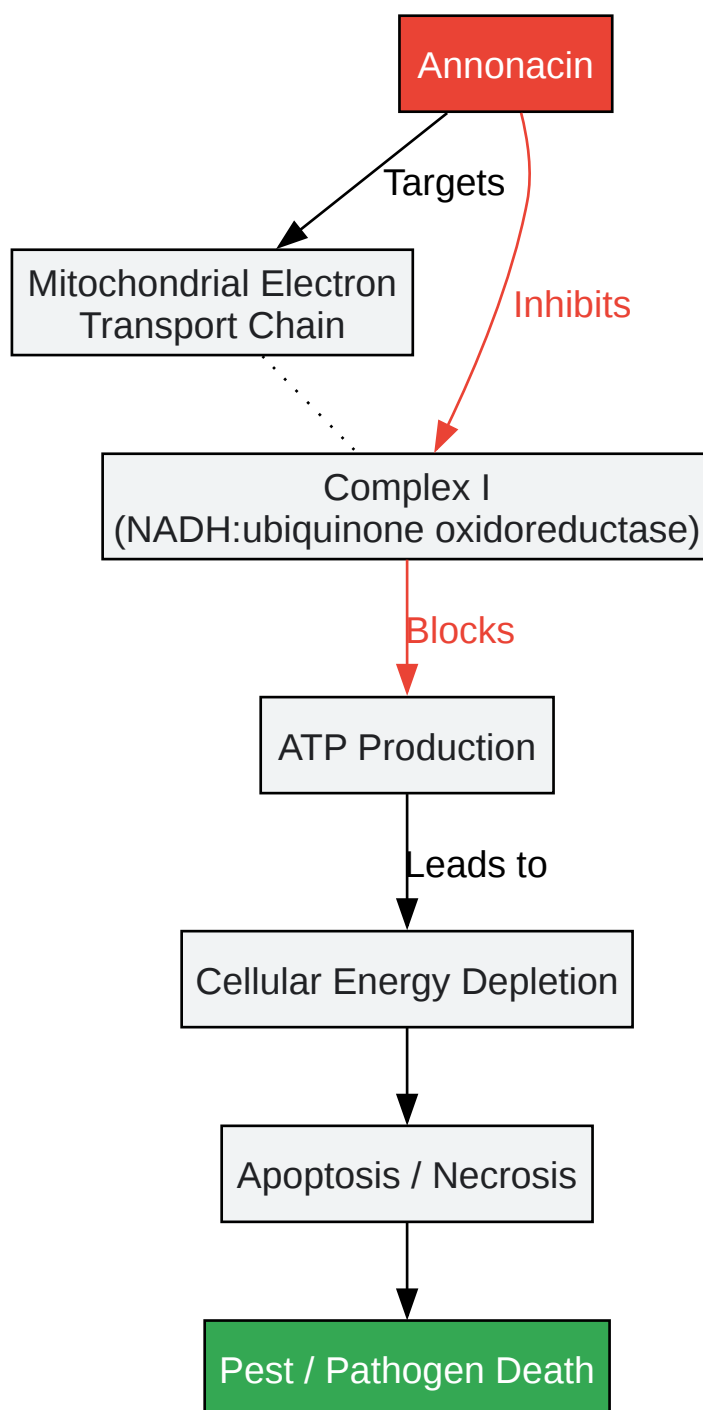 Annonacin
Targets
Mitochondrial Electron
Transport Chain
Inhibits
Complex I
(NADH:ubiquinone oxidoreductase)
Blocks
ATP Production
Leads to
Cellular Energy Depletion
Apoptosis / Necrosis
Pest / Pathogen Death